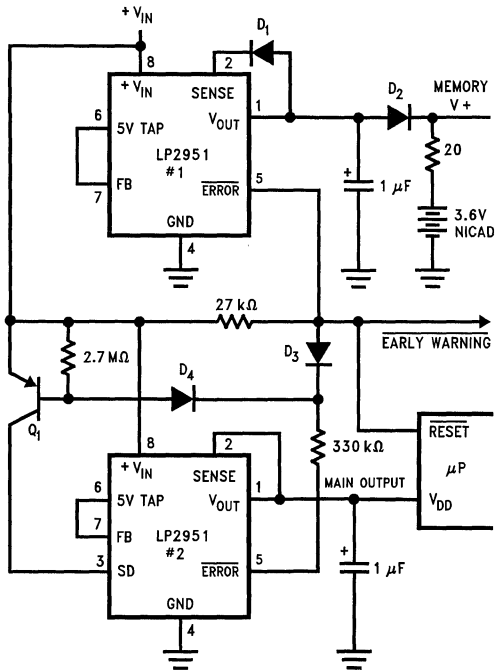 + VIN
D1
8
2
+ VIN
SENSE
D2
MEMORY
V +
6
5V TAP
VOUT
1
LP2951
#1
20
7
FB
ERROR
5
+
1 μF
3.6V
NICAD
GND
4
27 kΩ
EARLY WARNING
2.7 MΩ
D3
D4
Q1
330 kΩ
RESET
μP
8
2
+ VIN
SENSE
MAIN OUTPUT
VDD
6
5V TAP
VOUT
1
7
FB
LP2951
#2
3
SD
ERROR
5
+
1 μF
GND
4